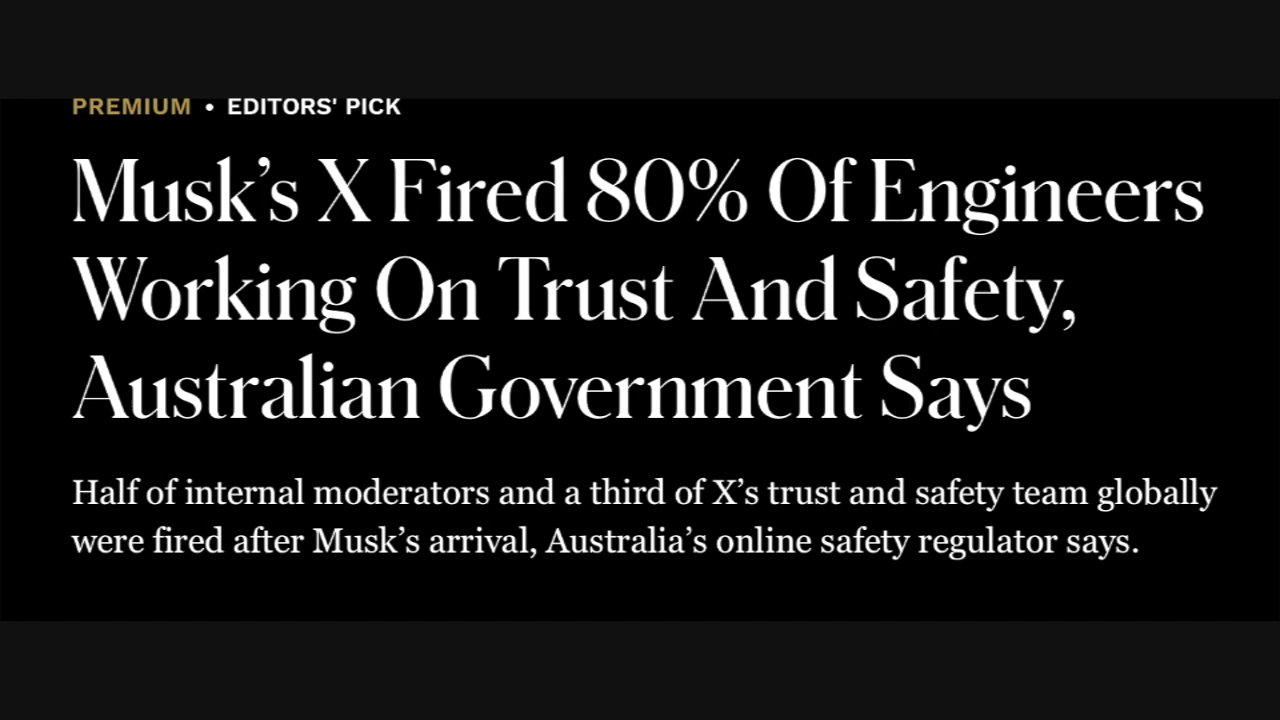 PREMIUM • EDITORS' PICK
Musk’s X Fired 80% Of Engineers
Working On Trust And Safety,
Australian Government Says
Half of internal moderators and a third of X’s trust and safety team globally
were fired after Musk’s arrival, Australia’s online safety regulator says.